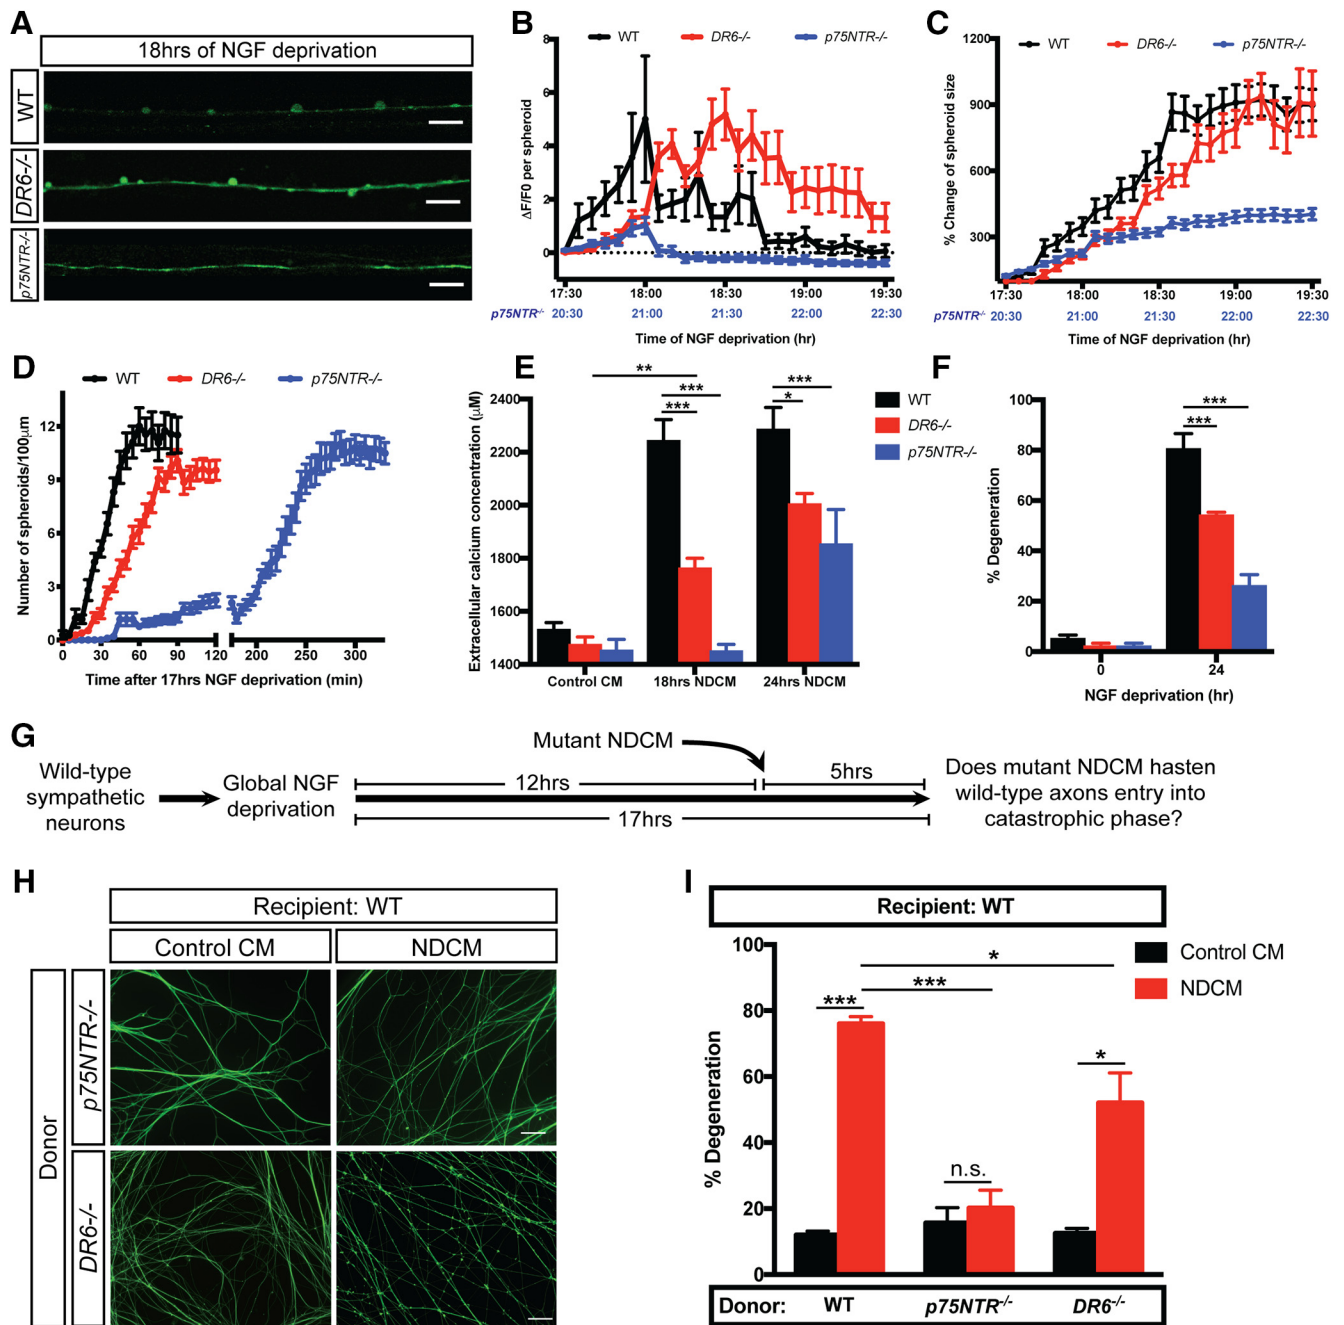 A
18hrs of NGF deprivation
WT
DR6-/-
p75NTR-/-
B
WT
DR6-/-
p75NTR-/-
ΔF/F0 per spheroid
8
6
4
2
0
17:30 18:00 18:30 19:00 19:30
p75NTR-/- 20:30 21:00 21:30 22:00 22:30
Time of NGF deprivation (hr)
C
WT
DR6-/-
p75NTR-/-
% Change of spheroid size
1200
900
600
300
17:30 18:00 18:30 19:00 19:30
p75NTR-/- 20:30 21:00 21:30 22:00 22:30
Time of NGF deprivation (hr)
D
WT
DR6-/-
p75NTR-/-
Number of spheroids/100μm
12
9
6
3
0
0 30 60 90 120 200 250 300
Time after 17hrs NGF deprivation (min)
E
Extracellular calcium concentration (μM)
2400
2200
2000
1800
1600
1400
**
***
***
***
*
WT
DR6-/-
p75NTR-/-
Control CM 18hrs NDCM 24hrs NDCM
F
% Degeneration
100
80
60
40
20
0
***
***
0 24
NGF deprivation (hr)
G
Wild-type
sympathetic
neurons
Global NGF
deprivation
Mutant NDCM
12hrs
5hrs
17hrs
Does mutant NDCM hasten
wild-type axons entry into
catastrophic phase?
H
Recipient: WT
Control CM
NDCM
Donor
p75NTR-/-
DR6-/-
I
Recipient: WT
% Degeneration
100
80
60
40
20
0
Control CM
NDCM
*
***
***
n.s.
*
Donor: WT p75NTR-/- DR6-/-